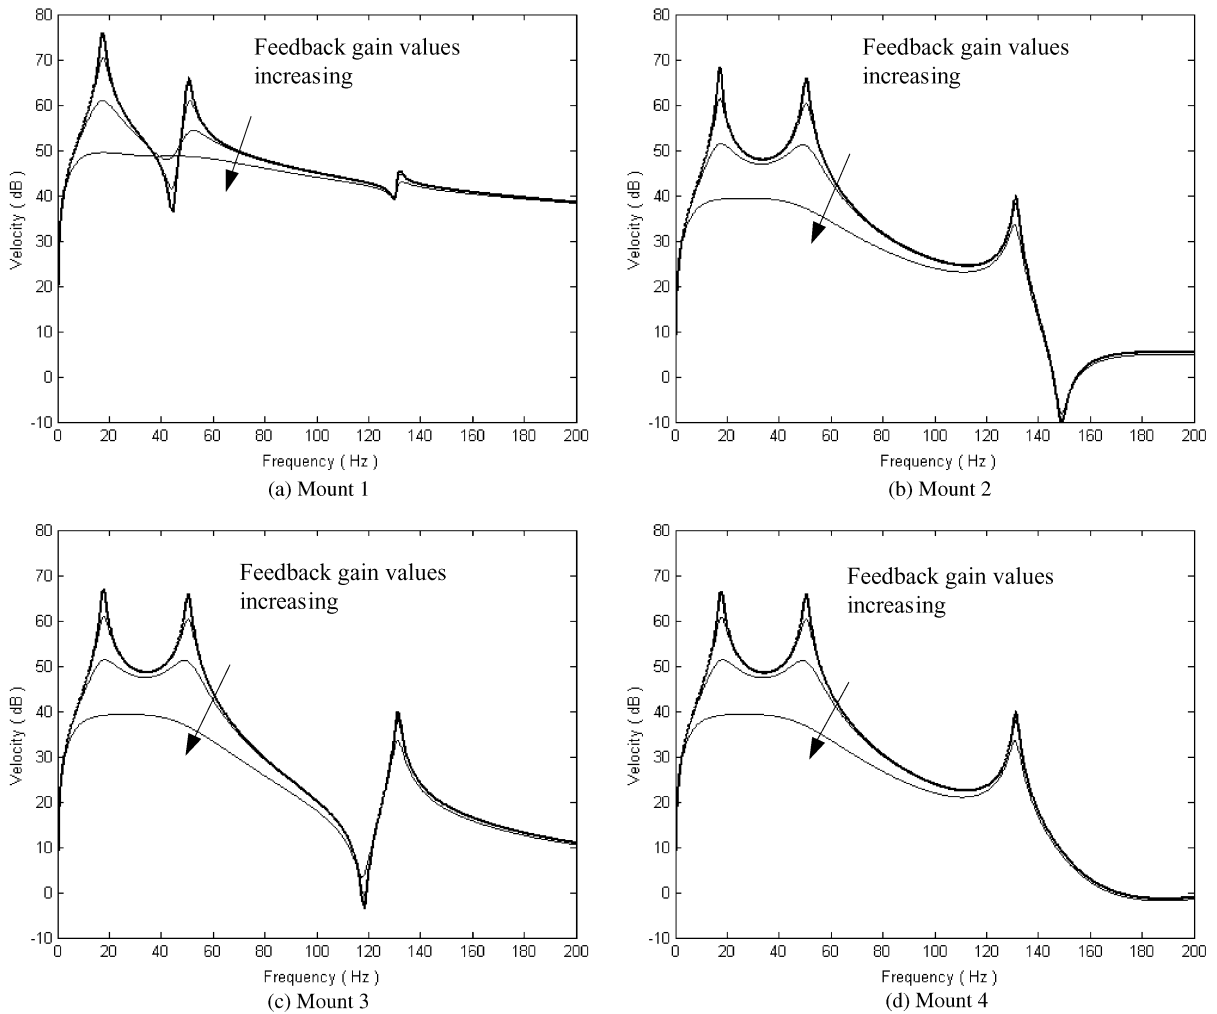 80
70
60
50
40
30
20
10
0
-10
Velocity ( dB )
Feedback gain values
increasing
0 20 40 60 80 100 120 140 160 180 200
Frequency ( Hz )
(a) Mount 1
80
70
60
50
40
30
20
10
0
-10
Velocity ( dB )
Feedback gain values
increasing
0 20 40 60 80 100 120 140 160 180 200
Frequency ( Hz )
(b) Mount 2
80
70
60
50
40
30
20
10
0
-10
Velocity ( dB )
Feedback gain values
increasing
0 20 40 60 80 100 120 140 160 180 200
Frequency ( Hz )
(c) Mount 3
80
70
60
50
40
30
20
10
0
-10
Velocity ( dB )
Feedback gain values
increasing
0 20 40 60 80 100 120 140 160 180 200
Frequency ( Hz )
(d) Mount 4